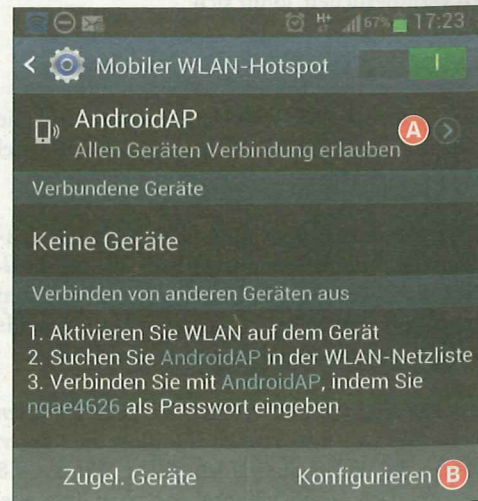 H+ 67% 17:23
< Mobiler WLAN-Hotspot I
AndroidAP A
Allen Geräten Verbindung erlauben
Verbundene Geräte
Keine Geräte
Verbinden von anderen Geräten aus
1. Aktivieren Sie WLAN auf dem Gerät
2. Suchen Sie AndroidAP in der WLAN-Netzliste
3. Verbinden Sie mit AndroidAP, indem Sie
nqae4626 als Passwort eingeben
Zugel. Geräte Konfigurieren B